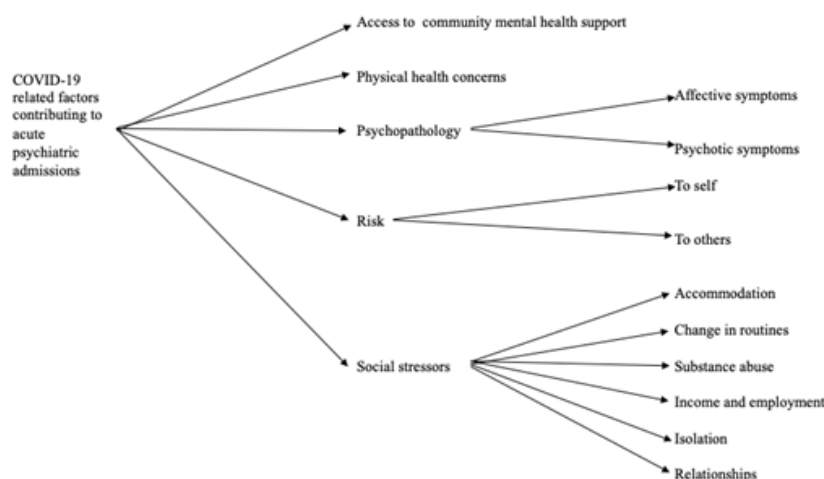 Access to community mental health support
COVID-19
related factors
contributing to
acute
psychiatric
admissions
Physical health concerns
Affective symptoms
Psychopathology
Psychotic symptoms
To self
Risk
To others
Accommodation
Change in routines
Social stressors
Substance abuse
Income and employment
Isolation
Relationships